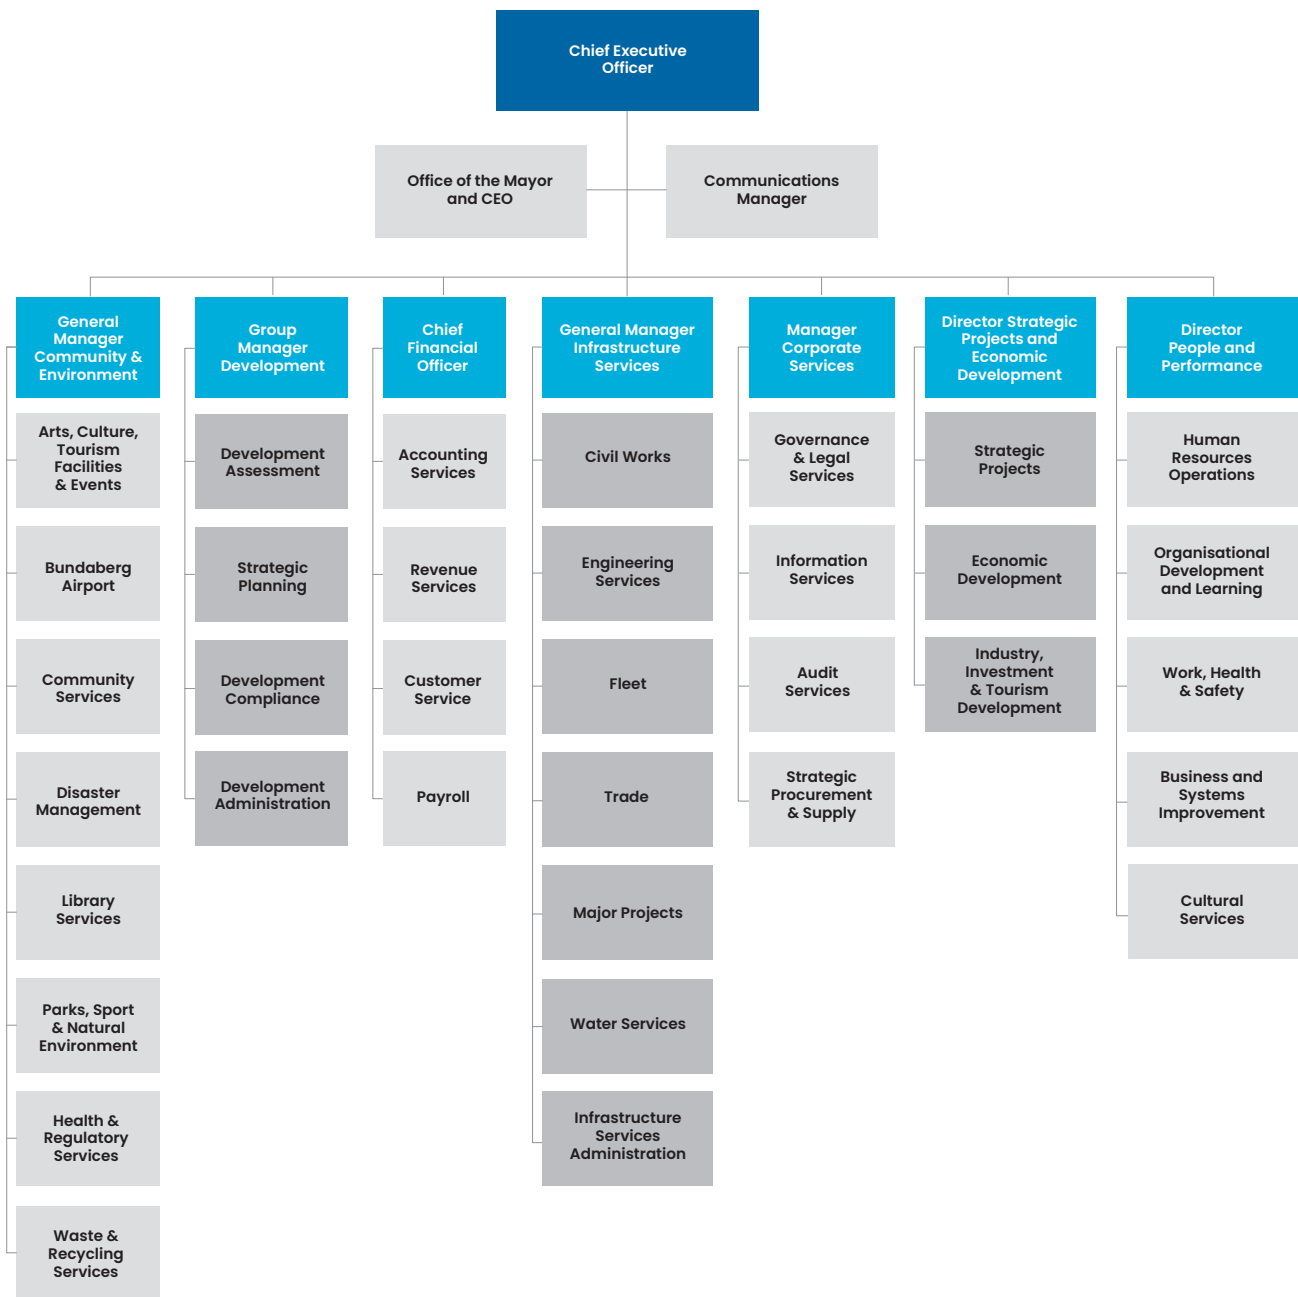 Chief Executive
Officer
Office of the Mayor
and CEO
Communications
Manager
General
Manager
Community &
Environment
Arts, Culture,
Tourism
Facilities
& Events
Bundaberg
Airport
Community
Services
Disaster
Management
Library
Services
Parks, Sport
& Natural
Environment
Health &
Regulatory
Services
Waste &
Recycling
Services
Group
Manager
Development
Development
Assessment
Strategic
Planning
Development
Compliance
Development
Administration
Chief
Financial
Officer
Accounting
Services
Revenue
Services
Customer
Service
Payroll
General Manager
Infrastructure
Services
Civil Works
Engineering
Services
Fleet
Trade
Major Projects
Water Services
Infrastructure
Services
Administration
Manager
Corporate
Services
Governance
& Legal
Services
Information
Services
Audit
Services
Strategic
Procurement
& Supply
Director Strategic
Projects and
Economic
Development
Strategic
Projects
Economic
Development
Industry,
Investment
& Tourism
Development
Director
People and
Performance
Human
Resources
Operations
Organisational
Development
and Learning
Work, Health
& Safety
Business and
Systems
Improvement
Cultural
Services